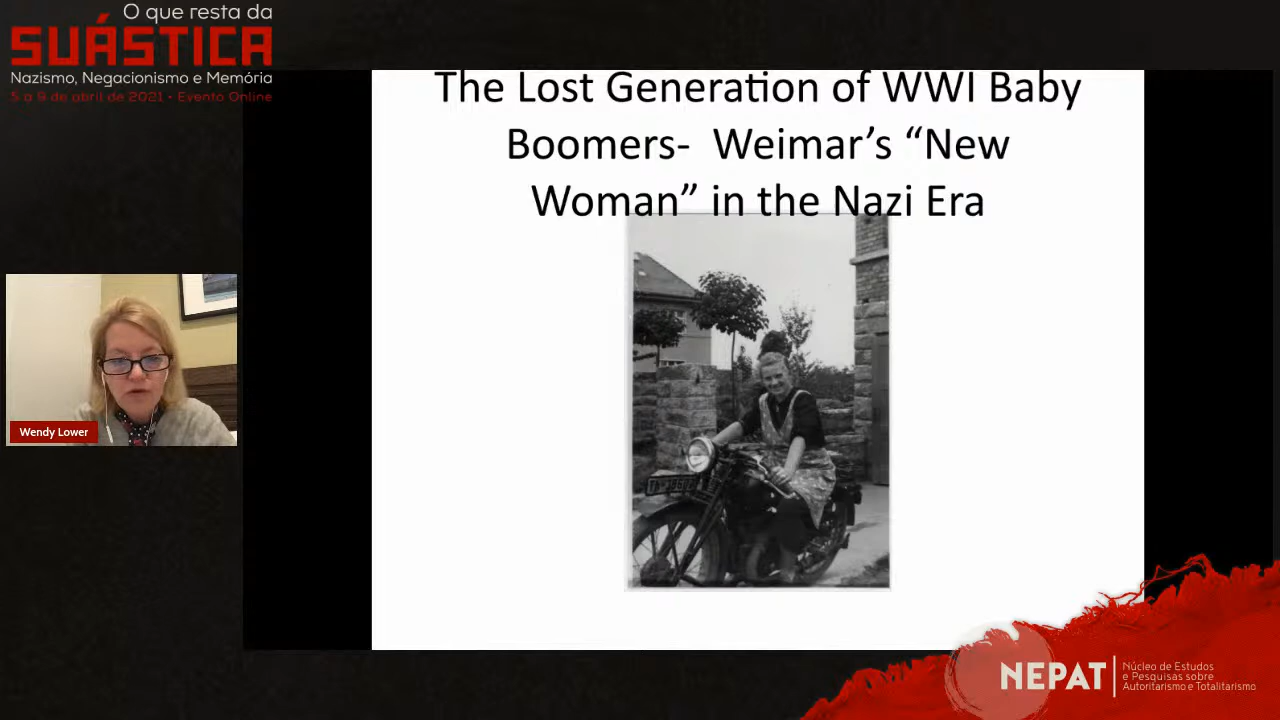 O que resta da
SUÁSTICA
Nazismo, Negacionismo e Memória
5 a 9 de abril de 2021 • Evento Online
The Lost Generation of WWI Baby
Boomers- Weimar’s “New
Woman” in the Nazi Era
Wendy Lower
NEPAT
Núcleo de Estudos
e Pesquisas sobre
Autoritarismo e Totalitarismo